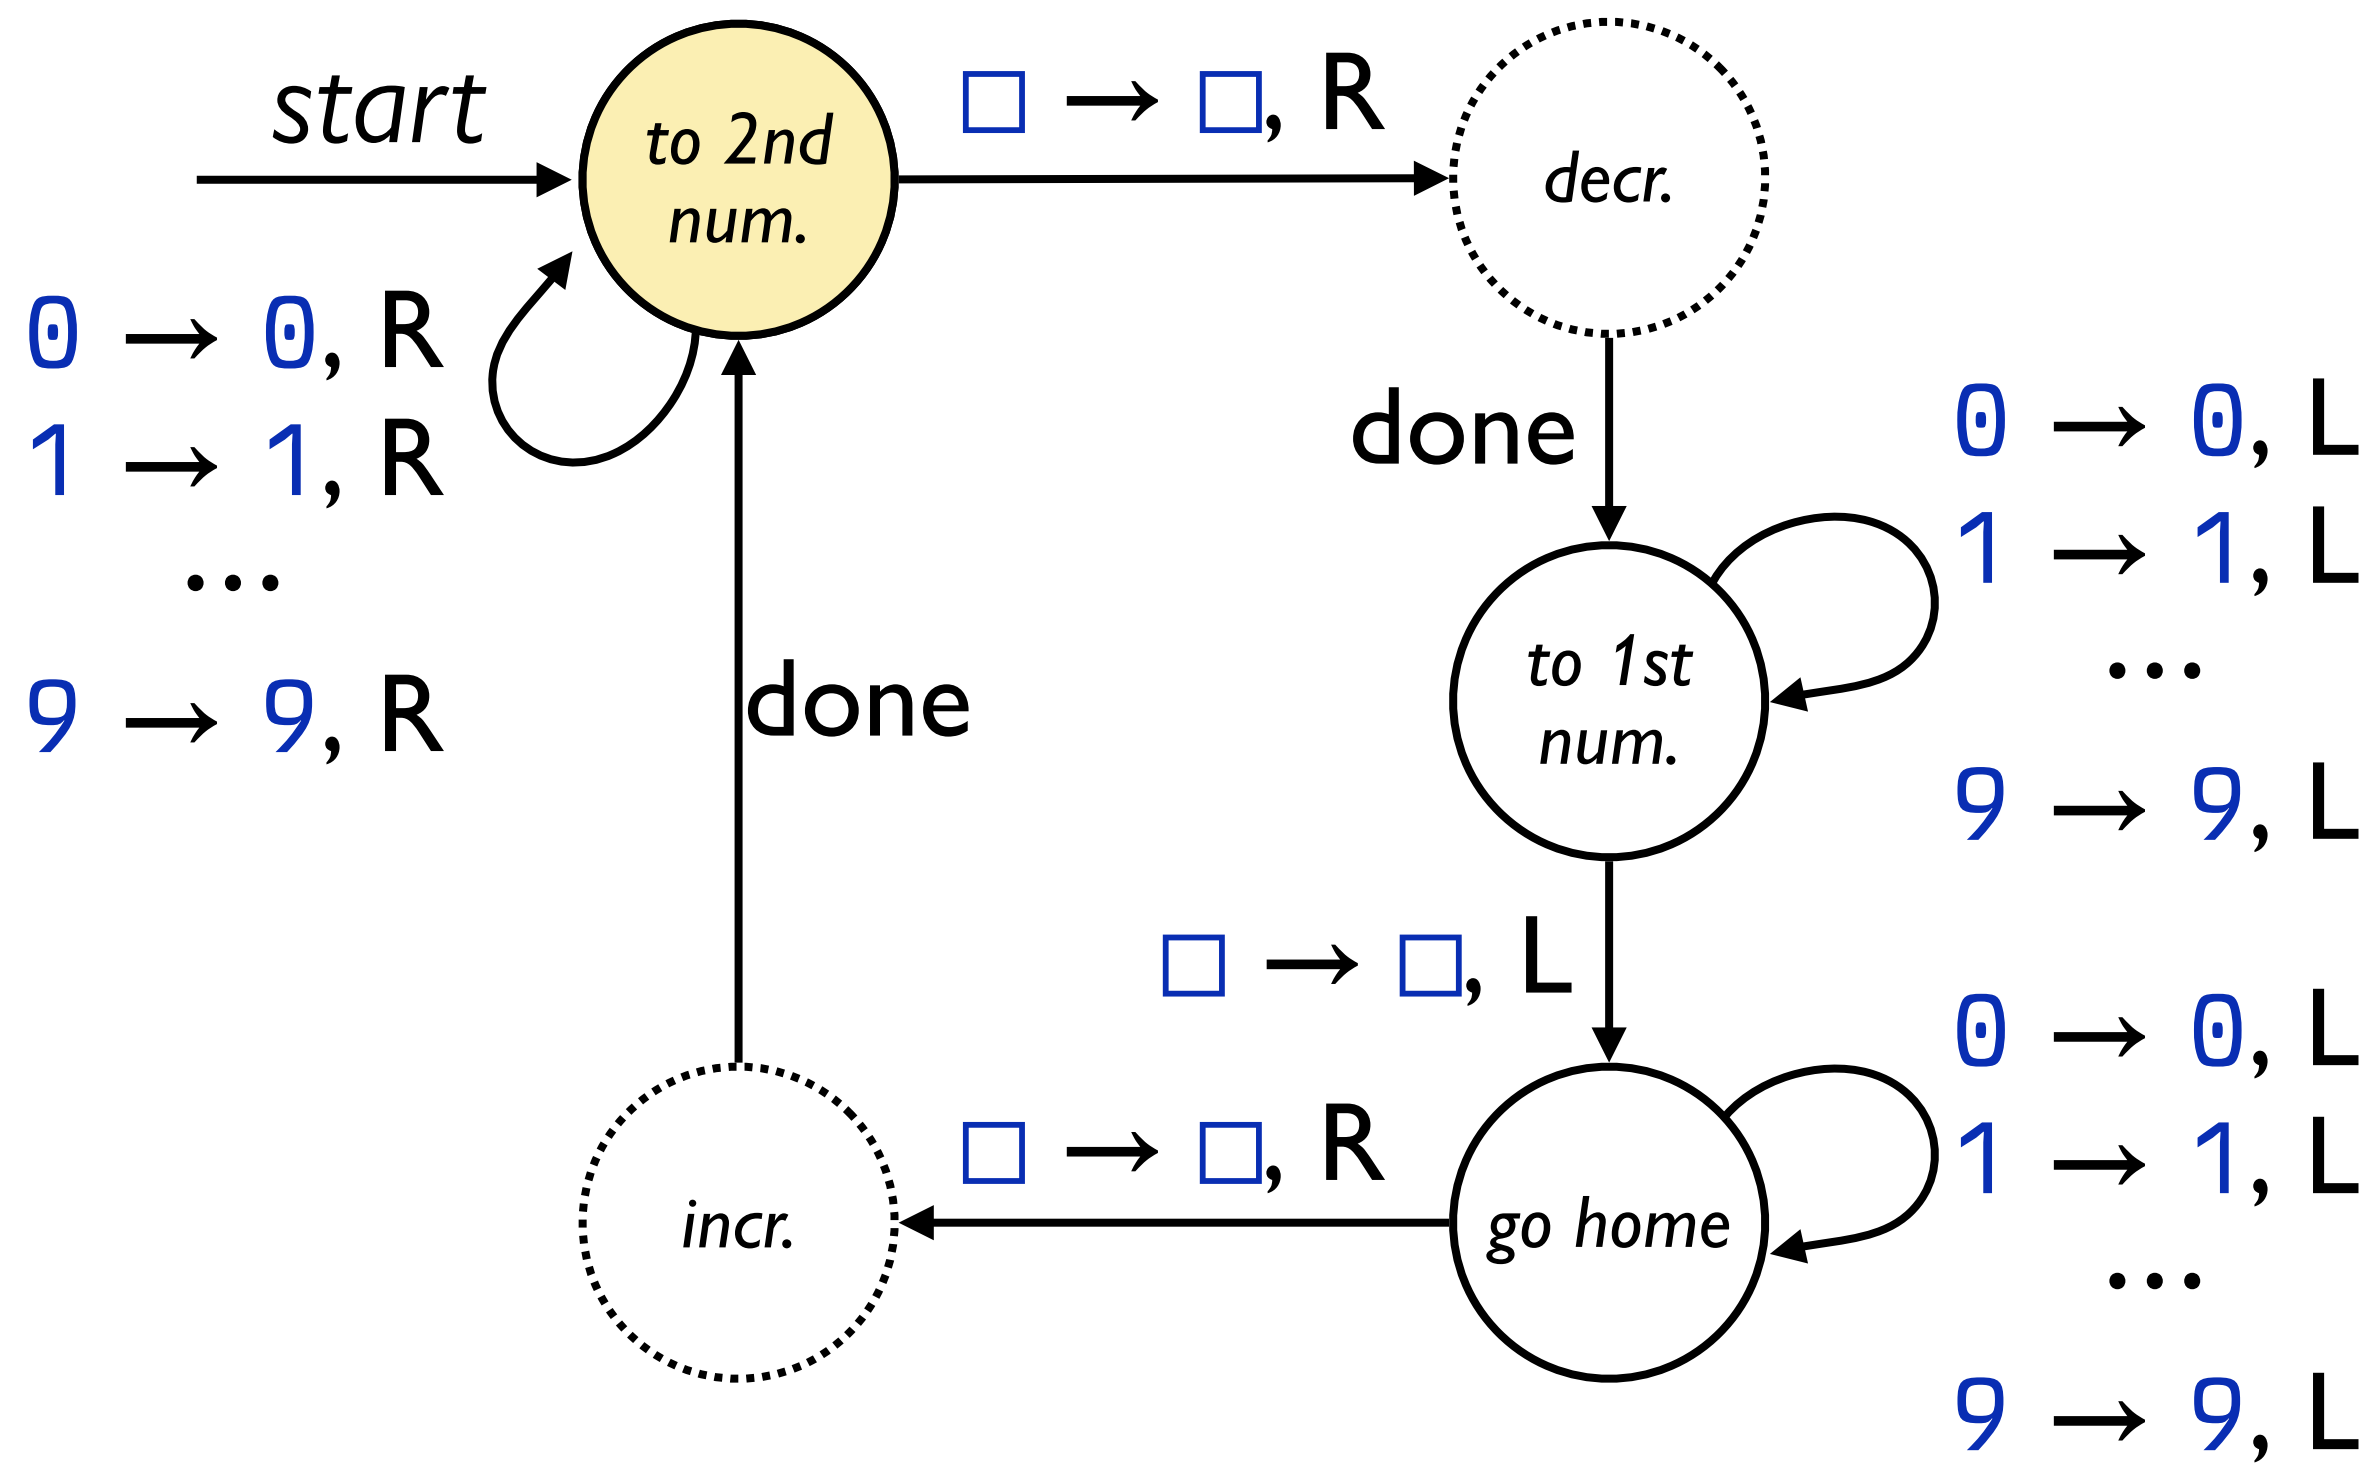 start
to 2nd
num.
□ → □, R
decr.
0 → 0, R
1 → 1, R
...
9 → 9, R
done
0 → 0, L
1 → 1, L
...
9 → 9, L
to 1st
num.
done
□ → □, L
0 → 0, L
1 → 1, L
...
9 → 9, L
□ → □, R
incr.
go home